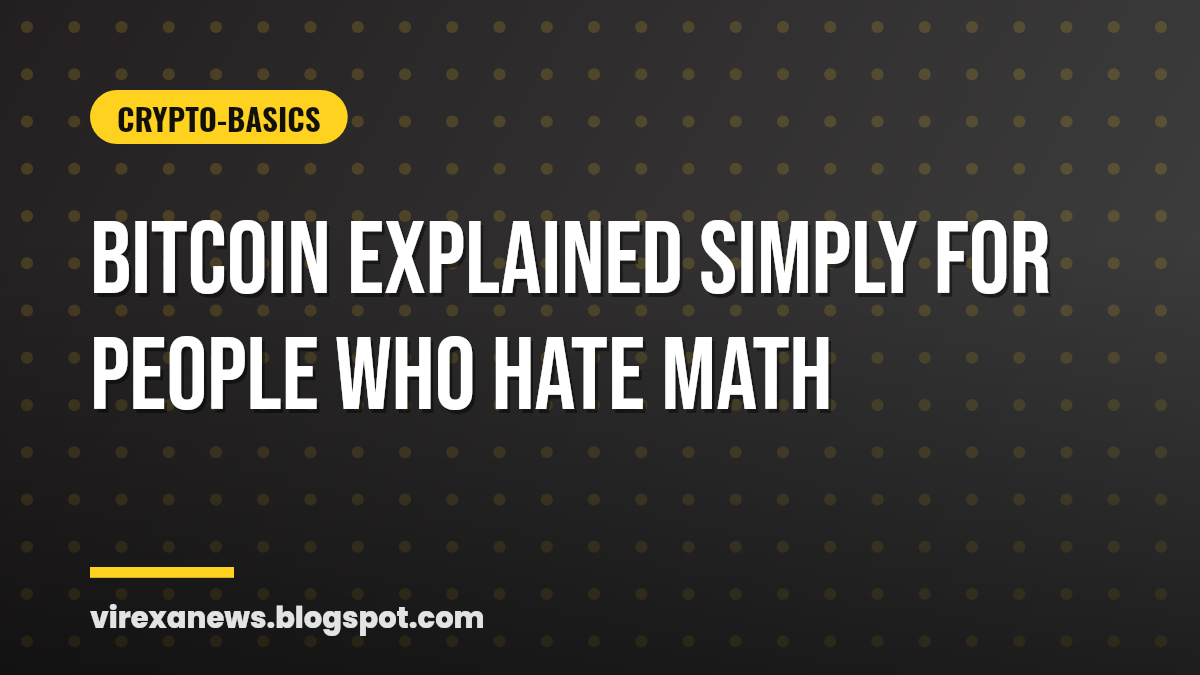 CRYPTO-BASICS
BITCOIN EXPLAINED SIMPLY FOR
PEOPLE WHO HATE MATH
virexanews.blogspot.com